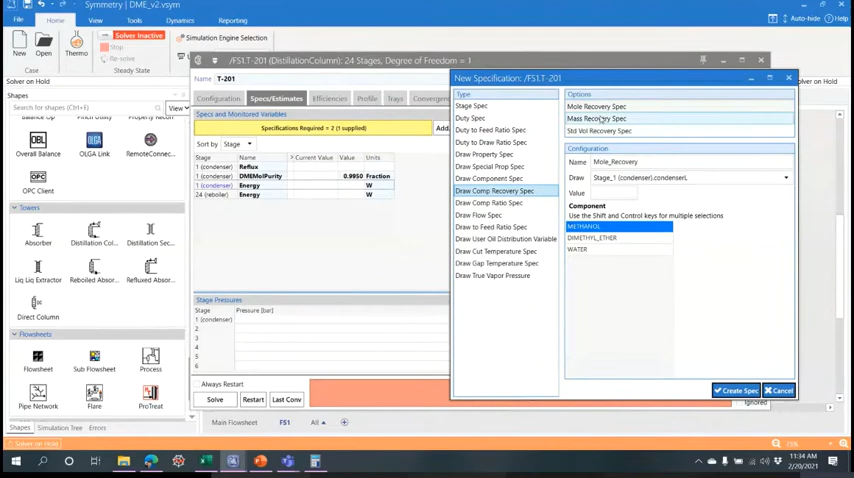 Symmetry / DME_v2.vsym
File
Home
View
Tools
Dynamics
Reporting
Auto-hide
Help
New
Open
Case
Thermo
Solver Inactive
Stop
Re-solve
Steady State
Simulation Engine Selection
Solver on Hold
Solver on Hold
Shapes
Search for shapes (Ctrl+F)
View
Overall Balance
OLGA Link
RemoteConnec...
OPC Client
Towers
Absorber
Distillation Col...
Distillation Sec...
Liq Liq Extractor
Reboiled Absor...
Refluxed Absor...
Direct Column
Flowsheets
Flowsheet
Sub Flowsheet
Process
Pipe Network
Flare
ProTreat
Shapes
Simulation Tree
Errors
/FS1.T-201 (DistillationColumn): 24 Stages, Degree of Freedom = 1
Name T-201
Configuration
Specs/Estimates
Efficiencies
Profile
Trays
Convergenc
Specs and Monitored Variables
Specifications Required = 2 (1 supplied)
Add.
Sort by Stage
Stage Name > Current Value Value Units
1 (condenser) Reflux
1 (condenser) DMEMolPurity 0.9950 Fraction
1 (condenser) Energy W
24 (reboiler) Energy W
Stage Pressures
Stage Pressure [bar]
1 (condenser)
2
3
4
5
6
Always Restart
Solve
Restart
Last Conv
Ignored
Main Flowsheet
FS1
All
New Specification: /FS1.T-201
Type
Stage Spec
Duty Spec
Duty to Feed Ratio Spec
Duty to Draw Ratio Spec
Draw Property Spec
Draw Special Prop Spec
Draw Component Spec
Draw Comp Recovery Spec
Draw Comp Ratio Spec
Draw Flow Spec
Draw to Feed Ratio Spec
Draw User Oil Distribution Variable
Draw Cut Temperature Spec
Draw Gap Temperature Spec
Draw True Vapor Pressure
Options
Mole Recovery Spec
Mass Recovery Spec
Std Vol Recovery Spec
Configuration
Name Mole_Recovery
Draw Stage_1 (condenser).condenserL
Value
Component
Use the Shift and Control keys for multiple selections
METHANOL
DIMETHYL_ETHER
WATER
Create Spec
Cancel
Solver on Hold
75%
11:34 AM
2/20/2021